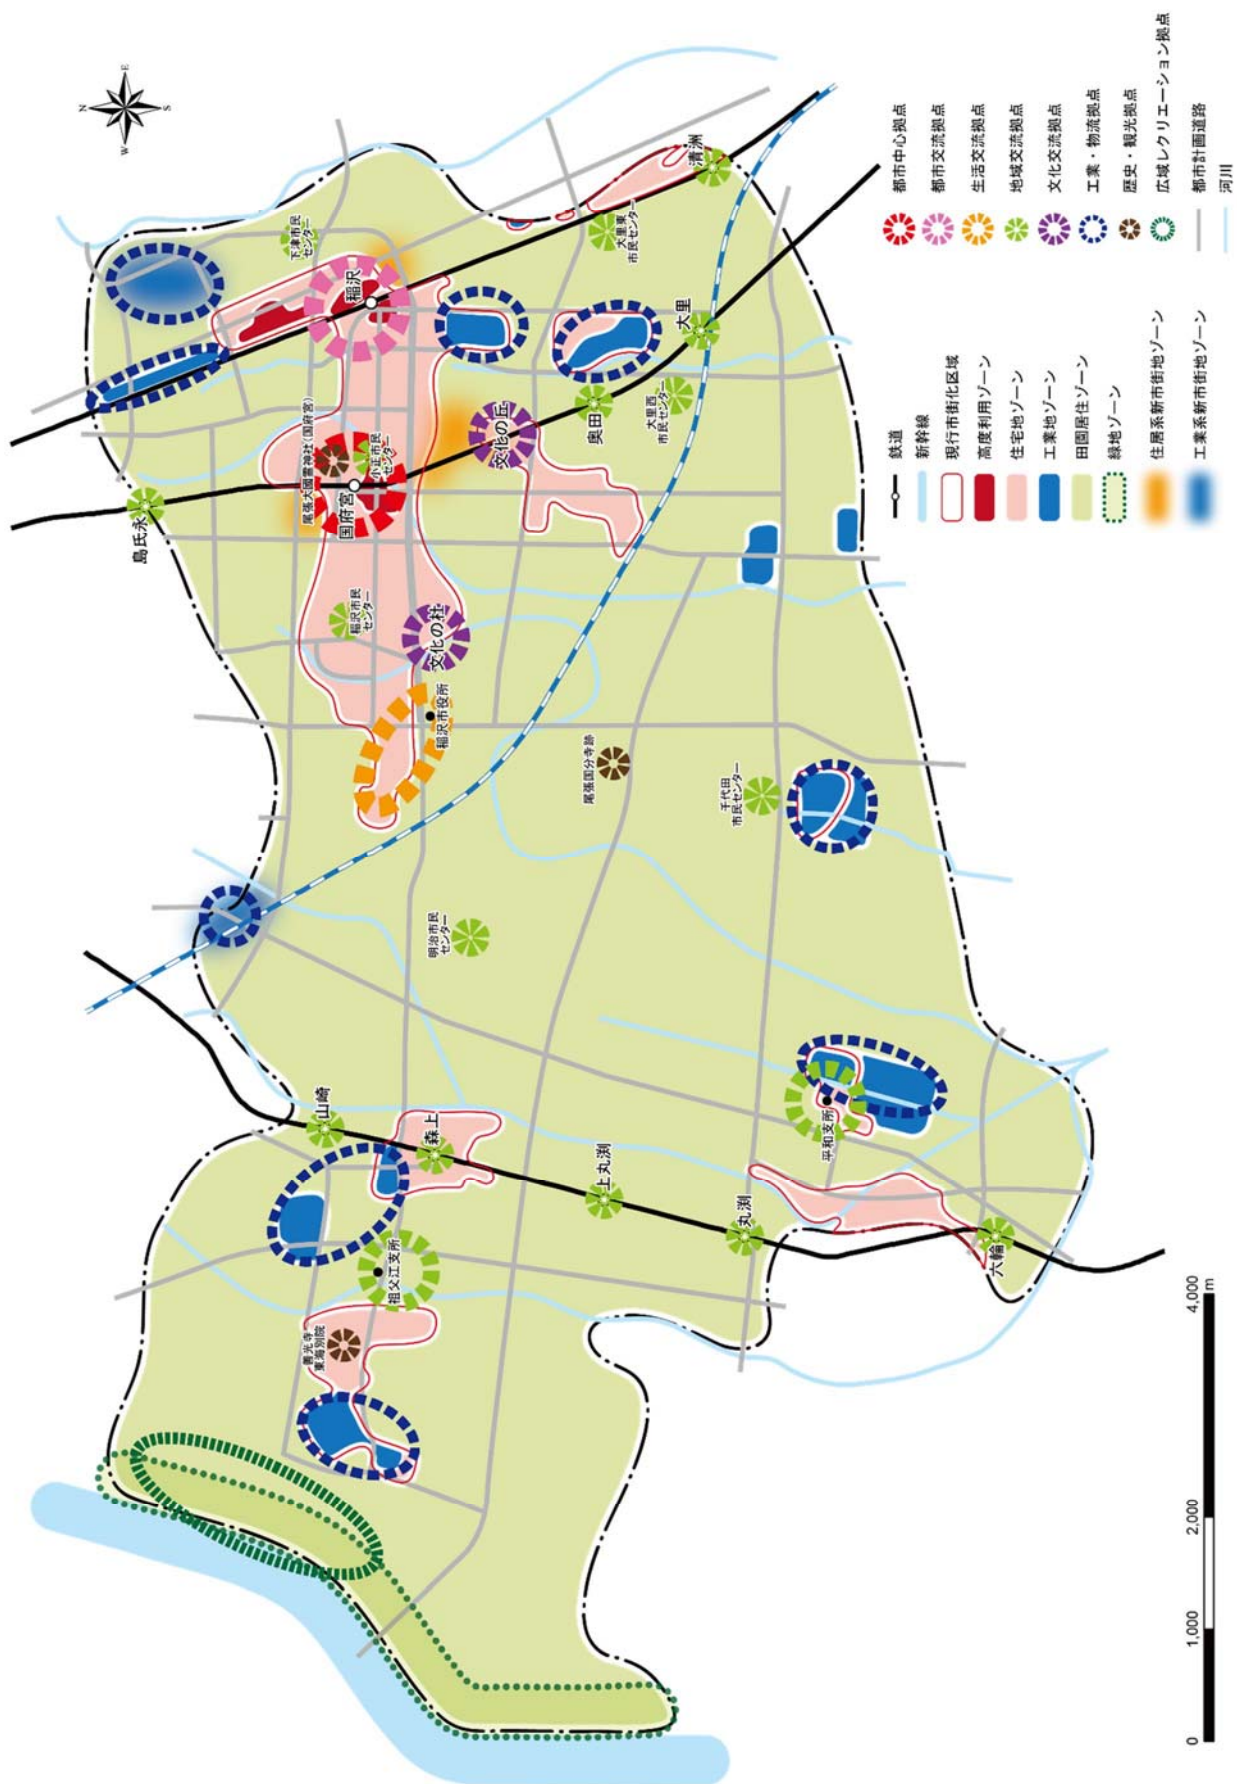 N
E
S
W
島氏永
下津市民
センター
稲沢
尾張大國霊神社(国府宮)
国府宮
小正市民
センター
稲沢市民
センター
文化の杜
稲沢市役所
文化の丘
奥田
大里東
市民センター
清洲
大里
大里西
市民センター
尾張国分寺跡
千代田
市民センター
明治市民
センター
山崎
森上
上丸渕
丸渕
六輪
平和支所
祖父江支所
善光寺
東海別院
都市中心拠点
都市交流拠点
生活交流拠点
地域交流拠点
文化交流拠点
工業・物流拠点
歴史・観光拠点
広域レクリエーション拠点
都市計画道路
河川
鉄道
新幹線
現行市街化区域
高度利用ゾーン
住宅地ゾーン
工業地ゾーン
田園居住ゾーン
緑地ゾーン
住居系新市街地ゾーン
工業系新市街地ゾーン
0 1,000 2,000 4,000
m